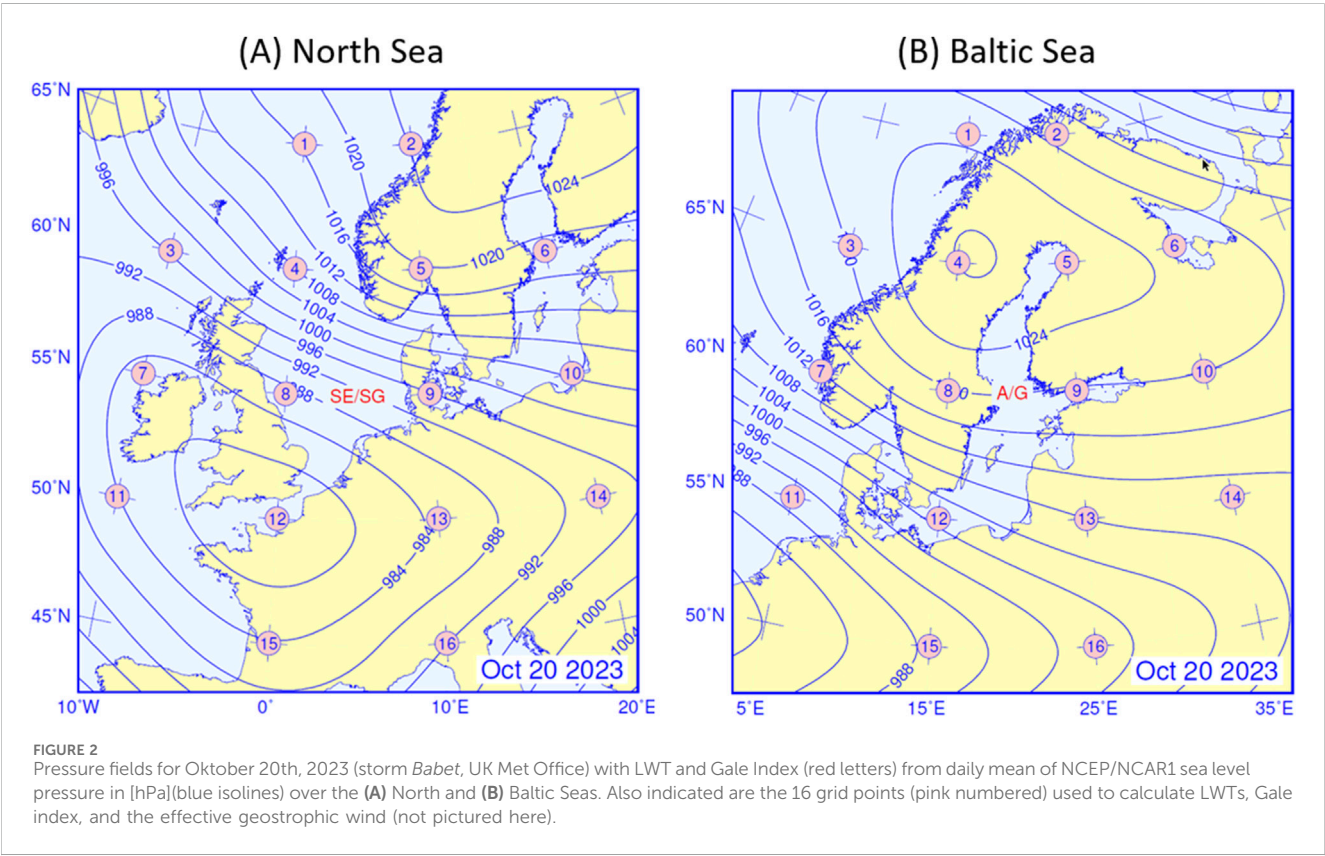 (A) North Sea
(B) Baltic Sea
65°N
60°N
55°N
50°N
45°N
10°W
0°
10°E
20°E
996
992
988
1020
1016
1012
1008
1004
1000
996
992
88
1024
1020
984
984
988
992
996
1000
1004
1
2
3
4
5
6
7
8
SE/SG
9
10
11
12
13
14
15
16
Oct 20 2023
65°N
60°N
55°N
50°N
5°E
15°E
25°E
35°E
1016
1012
1008
1004
1000
996
992
88
1024
0
0
988
1
2
3
4
5
6
7
8
A/G
9
10
11
12
13
14
15
16
Oct 20 2023
FIGURE 2
Pressure fields for Oktober 20th, 2023 (storm Babet, UK Met Office) with LWT and Gale Index (red letters) from daily mean of NCEP/NCAR1 sea level
pressure in [hPa](blue isolines) over the (A) North and (B) Baltic Seas. Also indicated are the 16 grid points (pink numbered) used to calculate LWTs, Gale
index, and the effective geostrophic wind (not pictured here).